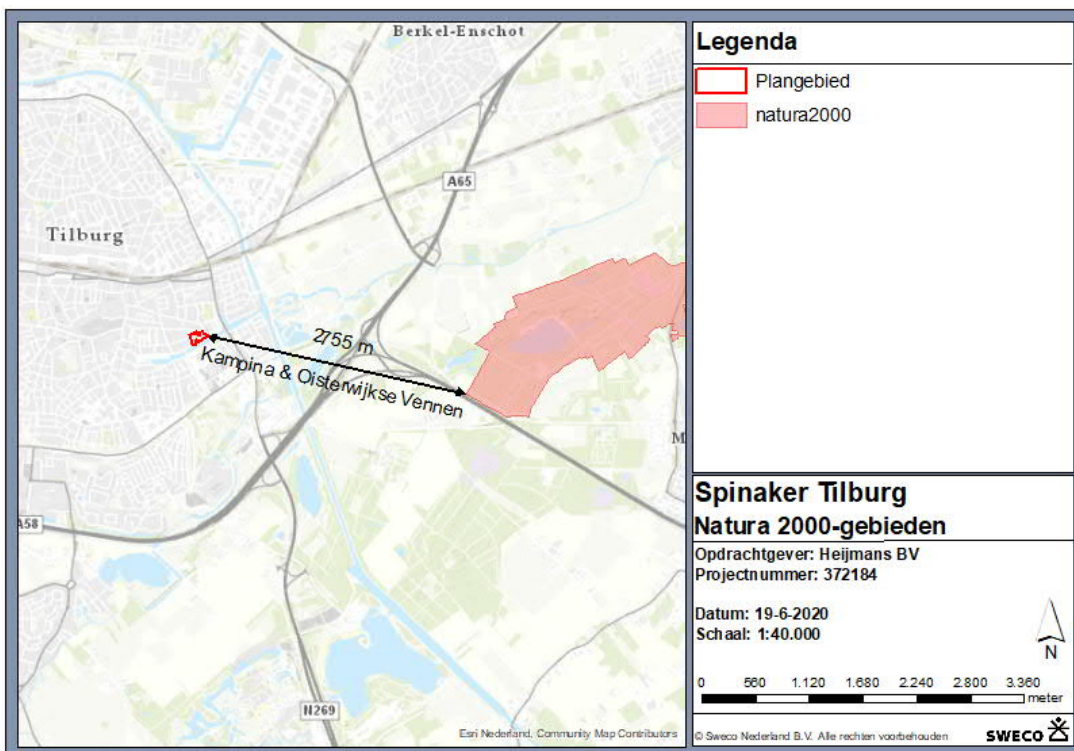 Berkel-Enschot
A65
Tilburg
2755 m
Kampina & Oisterwijkse Vennen
M
A58
N269
Esri Nederland, Community Map Contributors
Legenda
Plangebied
natura2000
Spinaker Tilburg
Natura 2000-gebieden
Opdrachtgever: Heijmans BV
Projectnummer: 372184
Datum: 19-6-2020
Schaal: 1:40.000
N
0 560 1.120 1.680 2.240 2.800 3.360
meter
© Sweco Nederland B.V. Alle rechten voorbehouden
SWECO